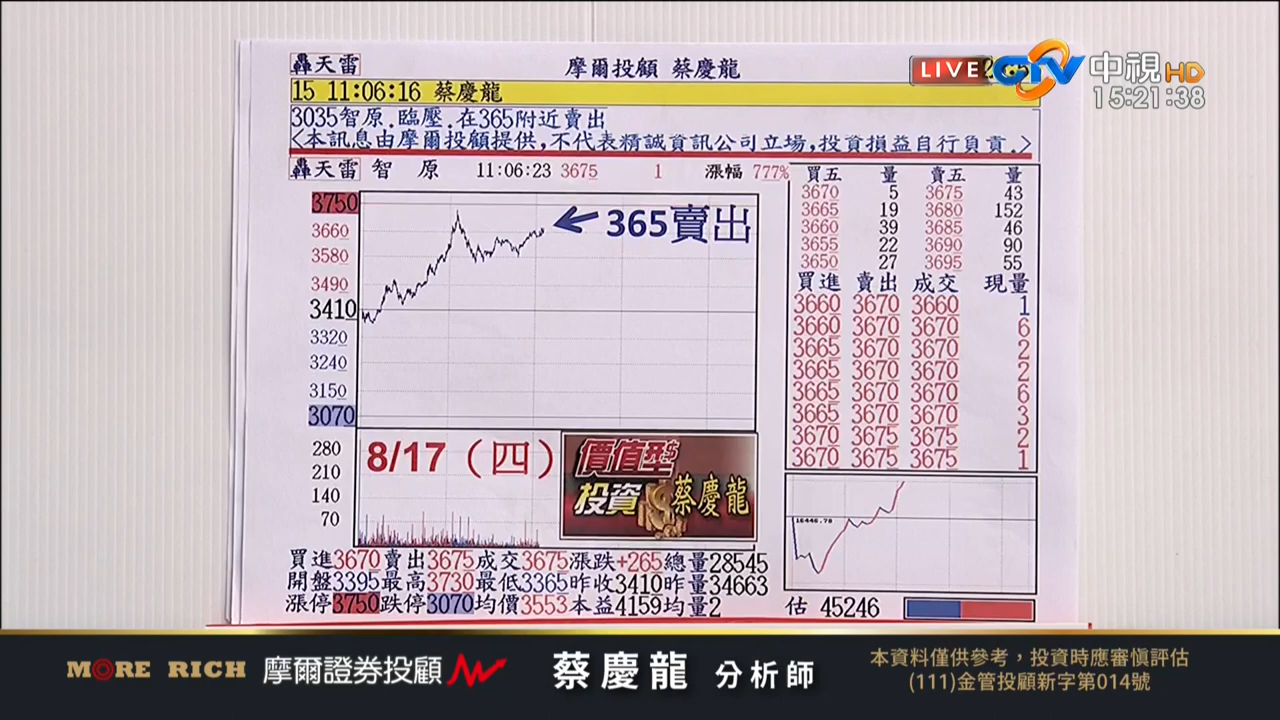 轟天雷 摩爾投顧 蔡慶龍
LIVE CTV 中視HD
15:21:38
15 11:06:16 蔡慶龍
3035智原.臨壓.在365附近賣出
<本訊息由摩爾投顧提供,不代表精誠資訊公司立場,投資損益自行負責.>
轟天雷 智原 11:06:23 3675 1 漲幅 777%
買五 量 賣五 量
3670 5 3675 43
3665 19 3680 152
3660 39 3685 46
3655 22 3690 90
3650 27 3695 55
買進 賣出 成交 現量
3660 3670 3660 1
3660 3670 3670 6
3665 3670 3670 2
3665 3670 3670 2
3665 3670 3670 6
3665 3670 3670 3
3670 3675 3675 2
3670 3675 3675 1
3750
3660
3580
3490
3410
3320
3240
3150
3070
365賣出
280
210
140
70
8/17(四)
價值型
投資 蔡慶龍
16446.78
買進3670賣出3675成交3675漲跌+265總量28545
開盤3395最高3730最低3365昨收3410昨量34663
漲停3750跌停3070均價3553本益4159均量2
估 45246
MORE RICH 摩爾證券投顧
蔡慶龍 分析師
本資料僅供參考,投資時應審慎評估
(111)金管投顧新字第014號